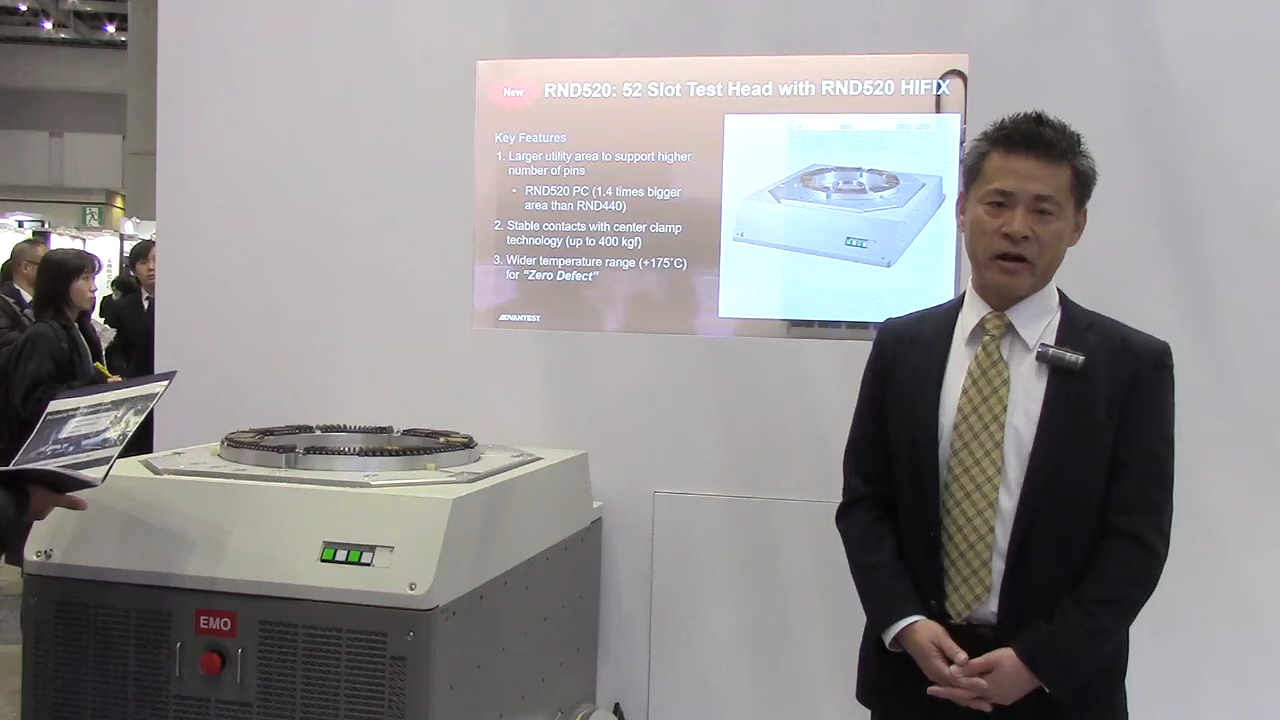 New
RND520: 52 Slot Test Head with RND520 HIFIX
Key Features
1. Larger utility area to support higher
number of pins
• RND520 PC (1.4 times bigger
area than RND440)
2. Stable contacts with center clamp
technology (up to 400 kgf)
3. Wider temperature range (+175°C)
for "Zero Defect"
ADVANTEST
EMO